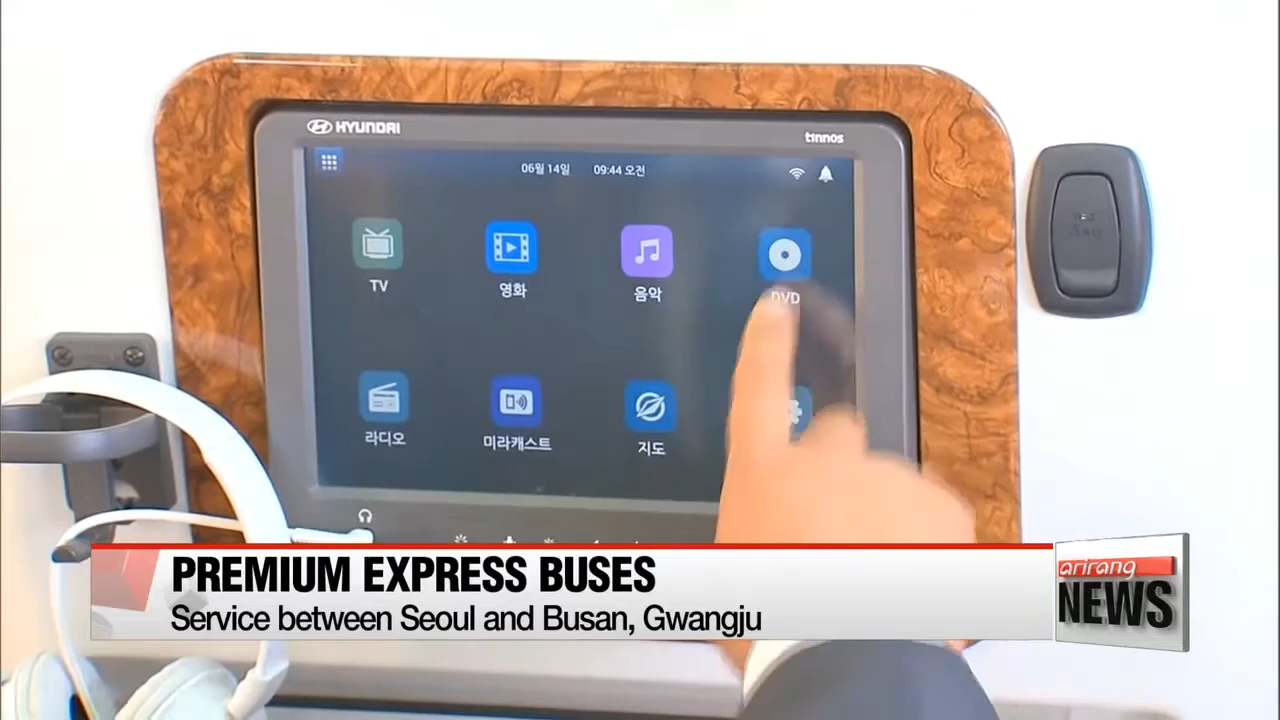 HYUNDAI
tinnos
06월 14일 09:44 오전
TV
영화
음악
DVD
라디오
미라캐스트
지도
PREMIUM EXPRESS BUSES
Service between Seoul and Busan, Gwangju
arirang
NEWS